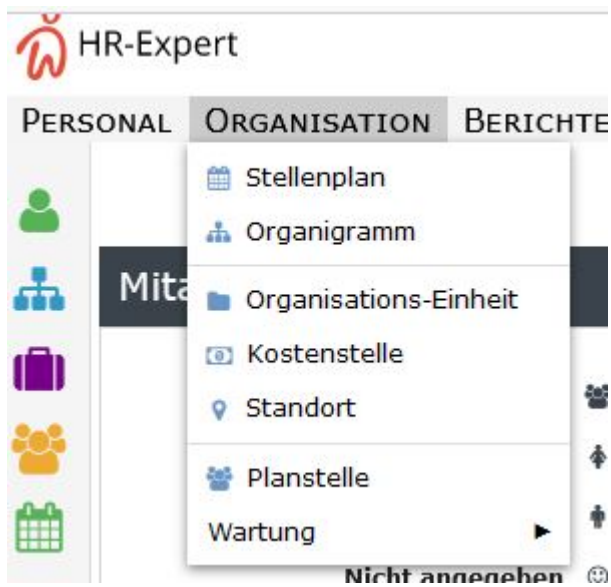 HR-Expert
PERSONAL ORGANISATION BERICHTE
Stellenplan
Organigramm
Organisations-Einheit
Kostenstelle
Standort
Planstelle
Wartung
Nicht angegeben